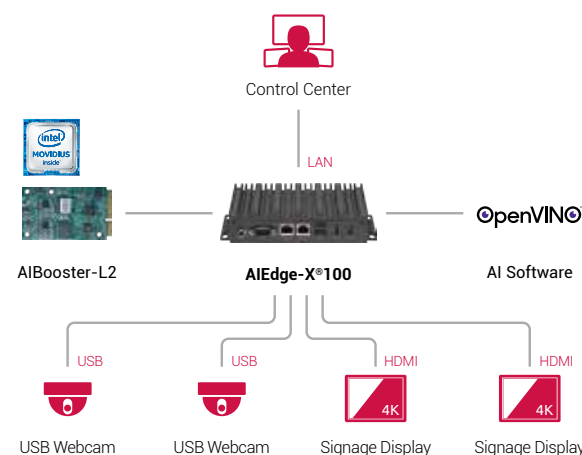 Control Center
LAN
intel
MOVIDIUS
inside
OpenVINO
AIBooster-L2
AIEdge-X®100
AI Software
USB
USB
HDMI
HDMI
4K
4K
USB Webcam
USB Webcam
Signage Display
Signage Display